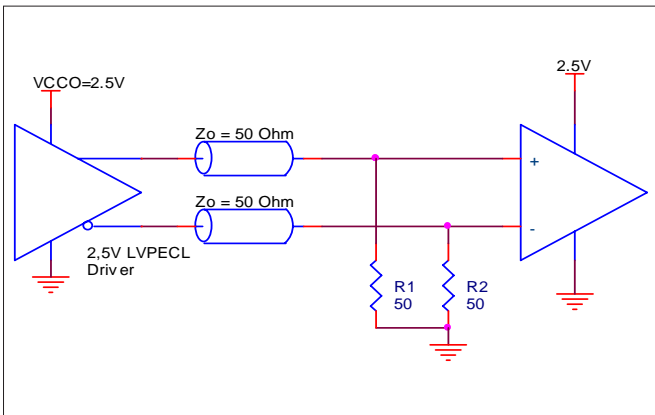 VCCO=2.5V
2.5V
Zo = 50 Ohm
+
Zo = 50 Ohm
-
2,5V LVPECL
Driver
R1
50
R2
50